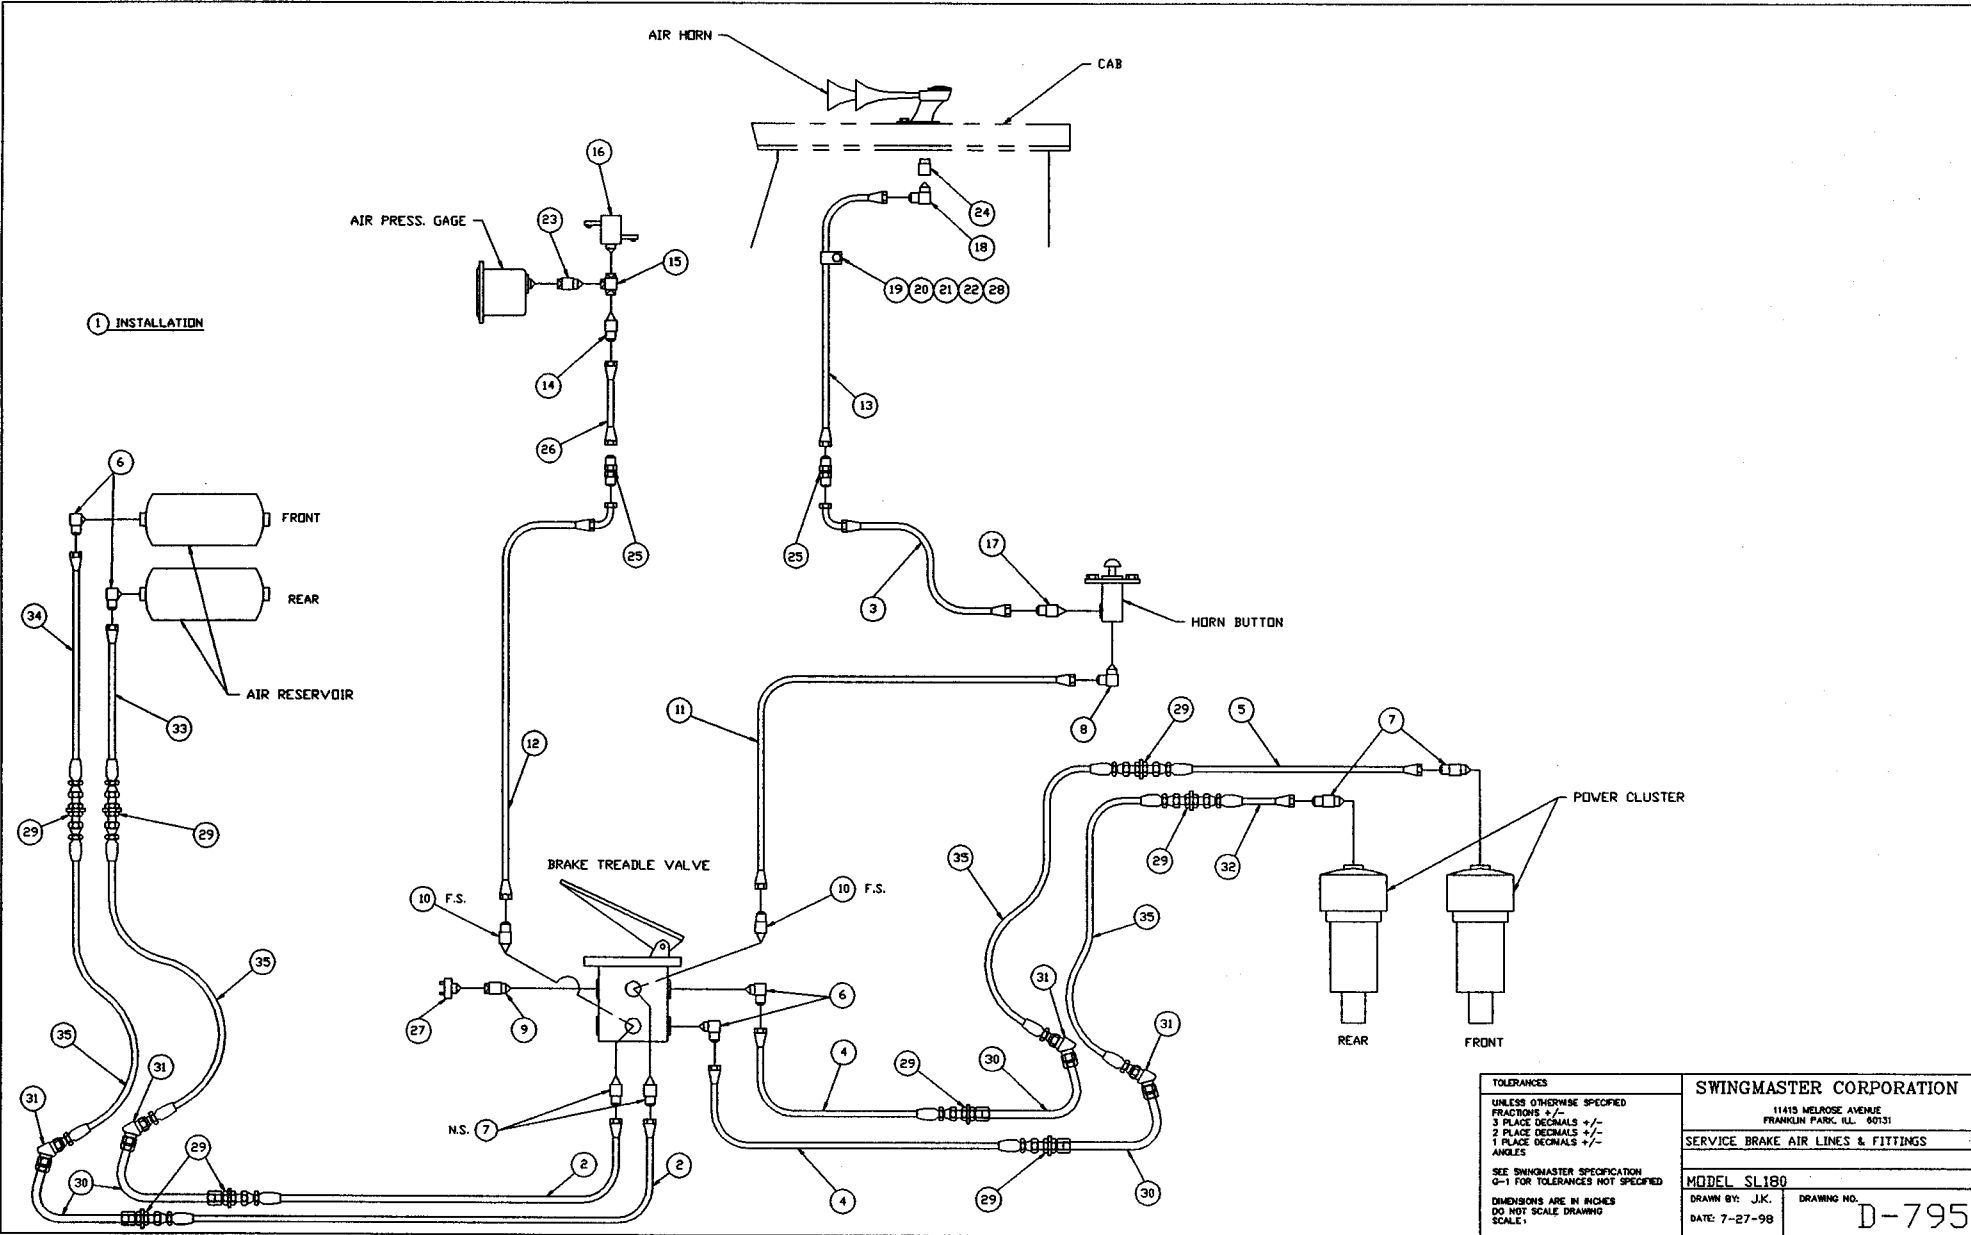 AIR HORN
CAB
16
AIR PRESS. GAGE
23
24
18
15
19 20 21 22 28
1 INSTALLATION
14
13
26
6
FRONT
25
25
17
REAR
3
34
HORN BUTTON
AIR RESERVOIR
33
11
8
29
5
7
12
POWER CLUSTER
29
29
BRAKE TREADLE VALVE
29
32
35
10 F.S.
10 F.S.
35
35
31
6
27
9
REAR
FRONT
35
31
31
4
29
30
31
N.S. 7
29
2
2
30
4
29
30
TOLERANCES
UNLESS OTHERWISE SPECIFIED
FRACTIONS +/-
3 PLACE DECIMALS +/-
2 PLACE DECIMALS +/-
1 PLACE DECIMALS +/-
ANGLES
SEE SWINGMASTER SPECIFICATION
G-1 FOR TOLERANCES NOT SPECIFIED
DIMENSIONS ARE IN INCHES
DO NOT SCALE DRAWING
SCALE:
SWINGMASTER CORPORATION
11415 MELROSE AVENUE
FRANKLIN PARK, ILL. 60131
SERVICE BRAKE AIR LINES & FITTINGS
MODEL SL180
DRAWN BY: J.K.
DATE: 7-27-98
DRAWING NO.
D-795